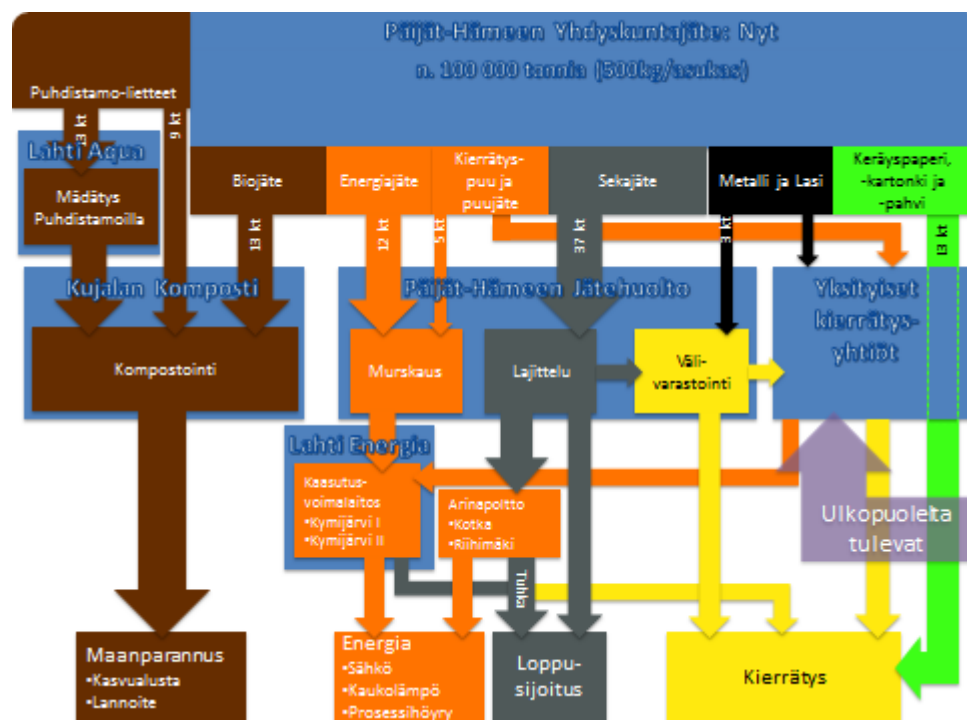 Päijät-Hämeen Yhdyskuntajäte: Nyt
n. 100 000 tonnia (500kg/asukas)
Puhdistamo-lietteet
13 kt
9 kt
Lahti Aqua
Mädätys
Puhdistamoilla
Biojäte
Energiajäte
Kierrätys-
puu ja
puujäte
Sekajäte
Metalli ja Lasi
Keräyspaperi,
-kartonki ja
-pahvi
13 kt
12 kt
5 kt
37 kt
3 kt
13 kt
Kujalan Komposti
Päijät-Hämeen Jätehuolto
Yksityiset
kierrätys-
yhtiöt
Kompostointi
Murskaus
Lajittelu
Väli-
varastointi
Lahti Energia
Kaasutus-
voimalaitos
•Kymijärvi I
•Kymijärvi II
Arinapoltto
•Kotka
•Riihimäki
Ulkopuolelta
tulevat
Tuhka
Maanparannus
•Kasvualusta
•Lannoite
Energia
•Sähkö
•Kaukolämpö
•Prosessihöyry
Loppu-
sijoitus
Kierrätys